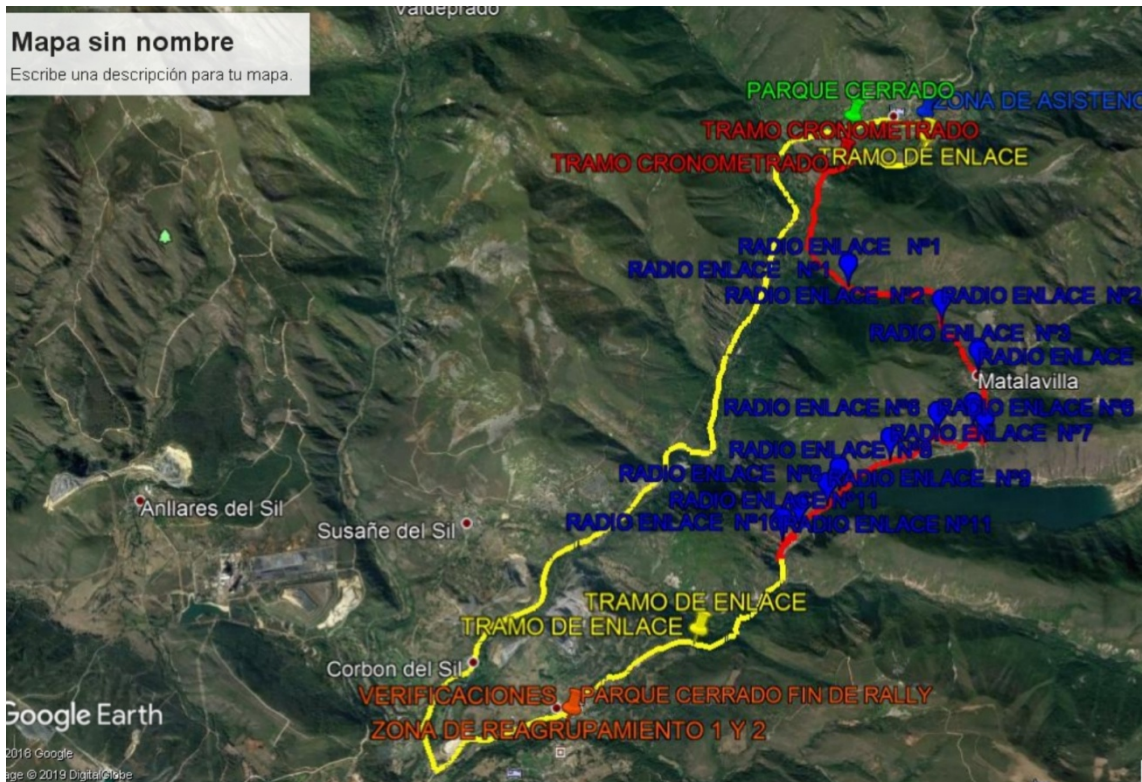 Valdeprado
Mapa sin nombre
Escribe una descripción para tu mapa.
PARQUE CERRADO
ZONA DE ASISTENC
TRAMO CRONOMETRADO
TRAMO CRONOMETRADO
TRAMO DE ENLACE
RADIO ENLACE Nº1
RADIO ENLACE Nº1
RADIO ENLACE Nº2
RADIO ENLACE Nº2
RADIO ENLACE Nº3
RADIO ENLACE
Matalavilla
RADIO ENLACE Nº6
RADIO ENLACE Nº6
RADIO ENLACE Nº7
RADIO ENLACE
RADIO ENLACE
RADIO ENLACE Nº9
RADIO ENLACE Nº11
RADIO ENLACE Nº10
RADIO ENLACE Nº11
Anllares del Sil
Susañe del Sil
TRAMO DE ENLACE
TRAMO DE ENLACE
Corbon del Sil
VERIFICACIONES
PARQUE CERRADO FIN DE RALLY
ZONA DE REAGRUPAMIENTO 1 Y 2
Google Earth
2018 Google
age © 2019 DigitalGlobe